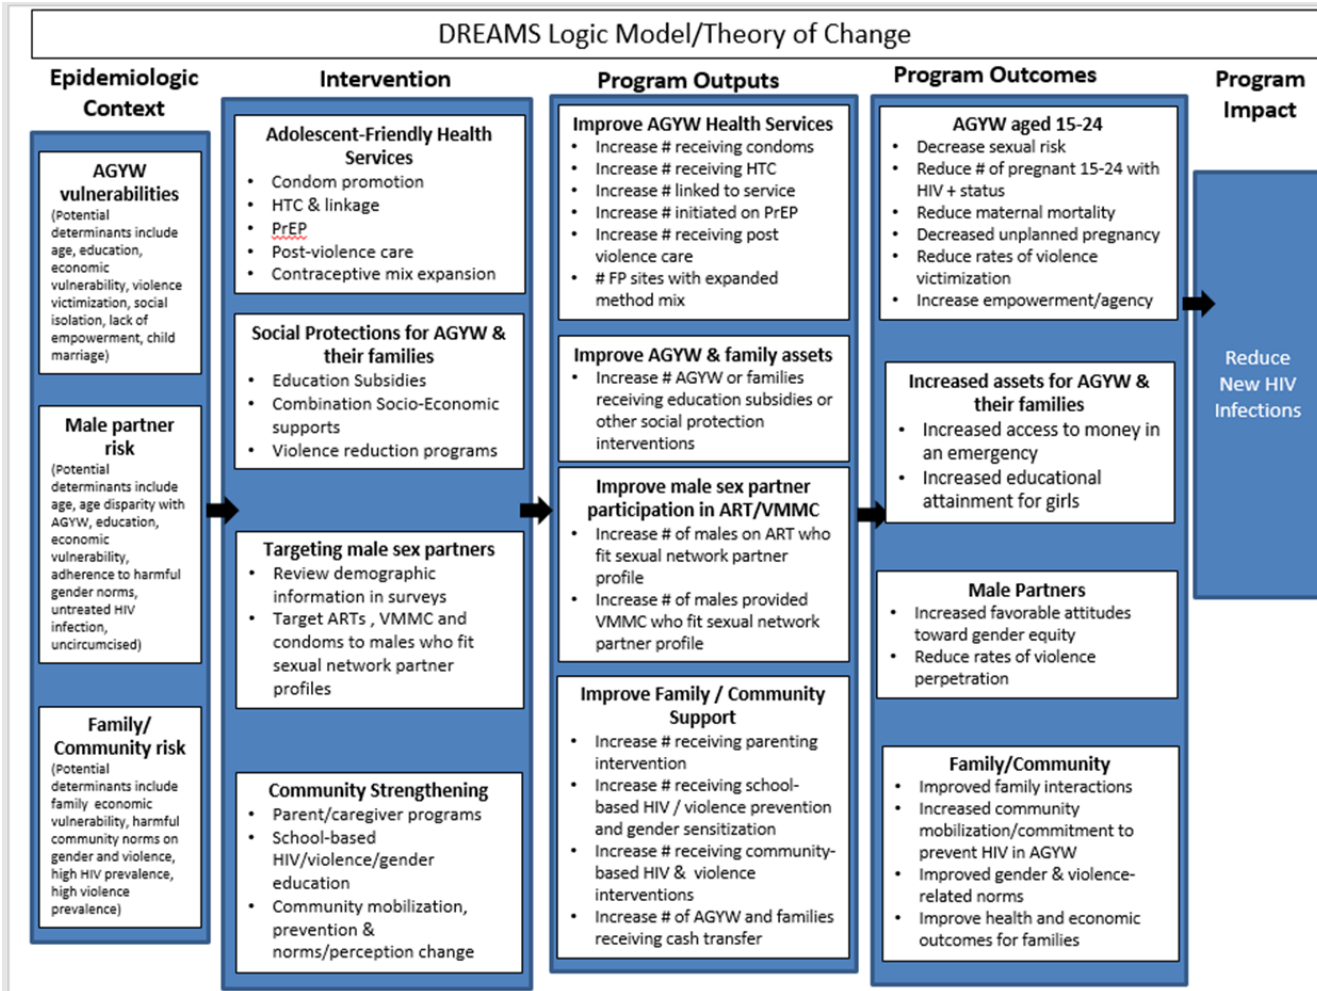 DREAMS Logic Model/Theory of Change
Epidemiologic
Context
AGYW
vulnerabilities
(Potential
determinants include
age, education,
economic
vulnerability, violence
victimization, social
isolation, lack of
empowerment, child
marriage)
Male partner
risk
(Potential
determinants include
age, age disparity with
AGYW, education,
economic
vulnerability,
adherence to harmful
gender norms,
untreated HIV
infection,
uncircumcised)
Family/
Community risk
(Potential
determinants include
family economic
vulnerability, harmful
community norms on
gender and violence,
high HIV prevalence,
high violence
prevalence)
Intervention
Adolescent-Friendly Health
Services
• Condom promotion
• HTC & linkage
• PrEP
• Post-violence care
• Contraceptive mix expansion
Social Protections for AGYW &
their families
• Education Subsidies
• Combination Socio-Economic
supports
• Violence reduction programs
Targeting male sex partners
• Review demographic
information in surveys
• Target ARTs , VMMC and
condoms to males who fit
sexual network partner
profiles
Community Strengthening
• Parent/caregiver programs
• School-based
HIV/violence/gender
education
• Community mobilization,
prevention &
norms/perception change
Program Outputs
Improve AGYW Health Services
• Increase # receiving condoms
• Increase # receiving HTC
• Increase # linked to service
• Increase # initiated on PrEP
• Increase # receiving post
violence care
• # FP sites with expanded
method mix
Improve AGYW & family assets
• Increase # AGYW or families
receiving education subsidies or
other social protection
interventions
Improve male sex partner
participation in ART/VMMC
• Increase # of males on ART who
fit sexual network partner
profile
• Increase # of males provided
VMMC who fit sexual network
partner profile
Improve Family / Community
Support
• Increase # receiving parenting
intervention
• Increase # receiving school-
based HIV / violence prevention
and gender sensitization
• Increase # receiving community-
based HIV & violence
interventions
• Increase # of AGYW and families
receiving cash transfer
Program Outcomes
AGYW aged 15-24
• Decrease sexual risk
• Reduce # of pregnant 15-24 with
HIV + status
• Reduce maternal mortality
• Decreased unplanned pregnancy
• Reduce rates of violence
victimization
• Increase empowerment/agency
Increased assets for AGYW &
their families
• Increased access to money in
an emergency
• Increased educational
attainment for girls
Male Partners
• Increased favorable attitudes
toward gender equity
• Reduce rates of violence
perpetration
Family/Community
• Improved family interactions
• Increased community
mobilization/commitment to
prevent HIV in AGYW
• Improved gender & violence-
related norms
• Improve health and economic
outcomes for families
Program
Impact
Reduce
New HIV
Infections